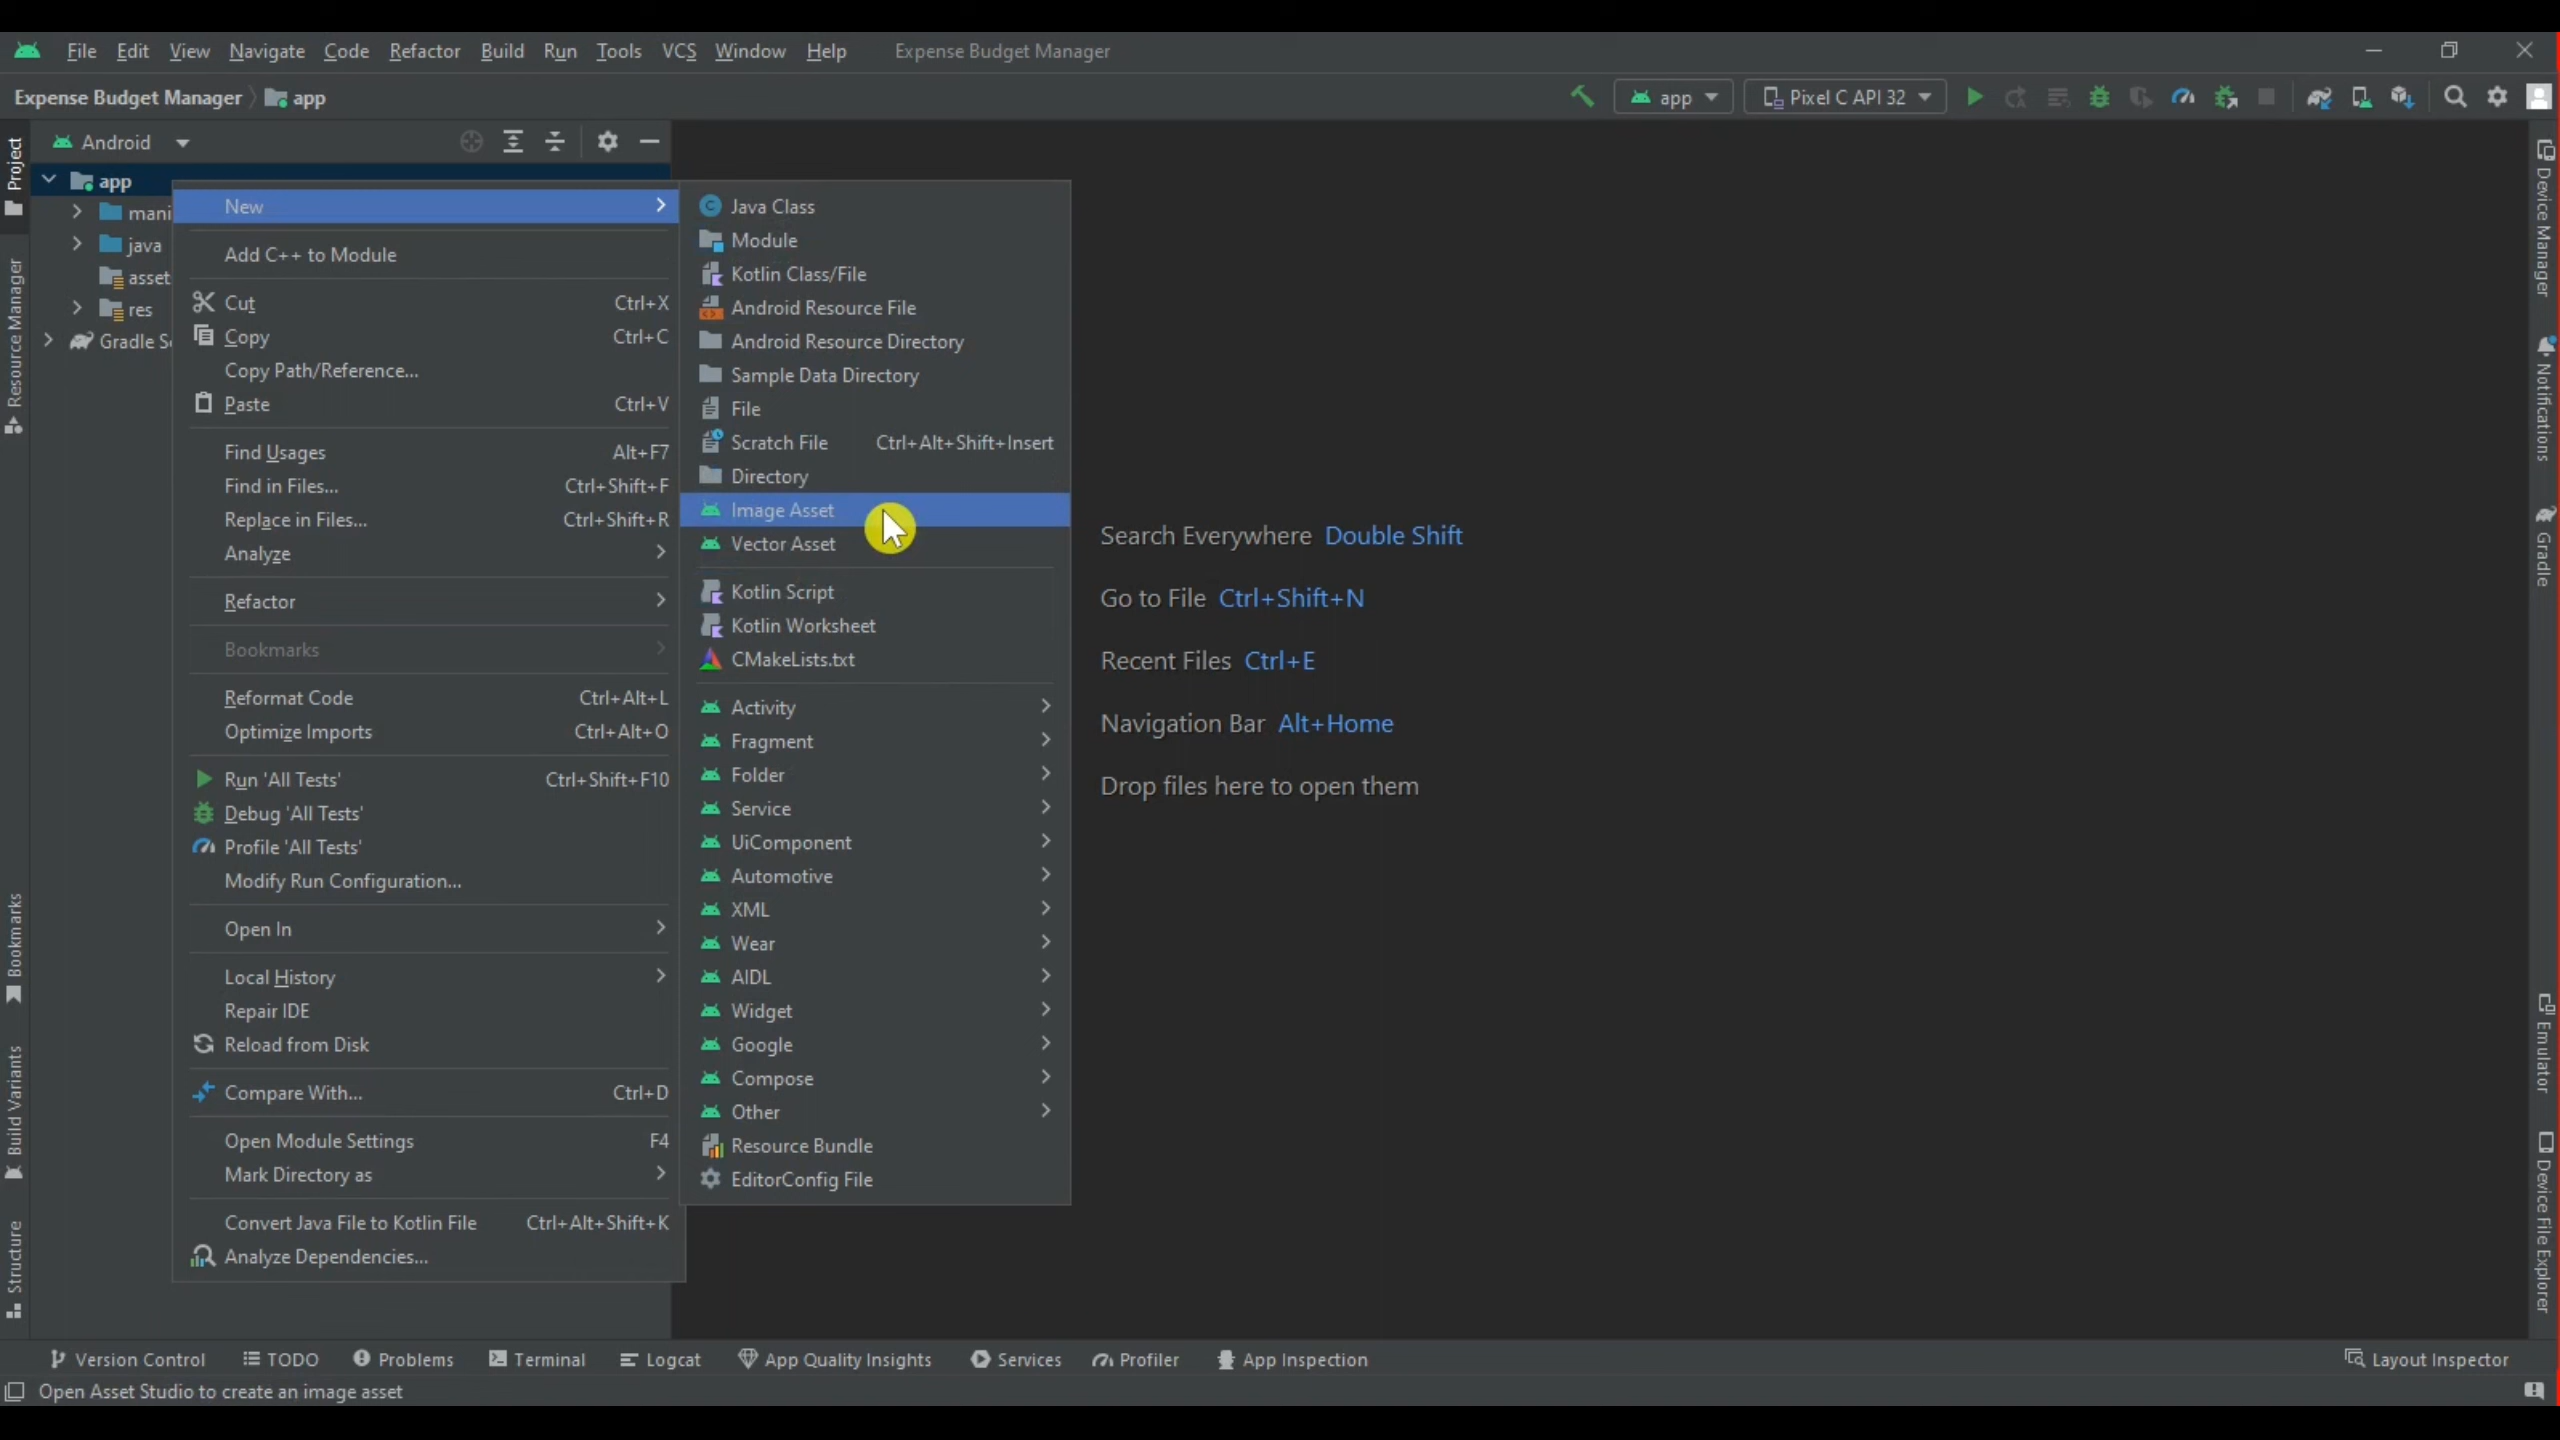 File Edit View Navigate Code Refactor Build Run Tools VCS Window Help Expense Budget Manager
Expense Budget Manager app
app Pixel C API 32
Project
Android
app
mani
java
asset
res
Gradle S
Resource Manager
Bookmarks
Build Variants
Structure
New
Add C++ to Module
Cut Ctrl+X
Copy Ctrl+C
Copy Path/Reference...
Paste Ctrl+V
Find Usages Alt+F7
Find in Files... Ctrl+Shift+F
Replace in Files... Ctrl+Shift+R
Analyze
Refactor
Bookmarks
Reformat Code Ctrl+Alt+L
Optimize Imports Ctrl+Alt+O
Run 'All Tests' Ctrl+Shift+F10
Debug 'All Tests'
Profile 'All Tests'
Modify Run Configuration...
Open In
Local History
Repair IDE
Reload from Disk
Compare With... Ctrl+D
Open Module Settings F4
Mark Directory as
Convert Java File to Kotlin File Ctrl+Alt+Shift+K
Analyze Dependencies...
Java Class
Module
Kotlin Class/File
Android Resource File
Android Resource Directory
Sample Data Directory
File
Scratch File Ctrl+Alt+Shift+Insert
Directory
Image Asset
Vector Asset
Kotlin Script
Kotlin Worksheet
CMakeLists.txt
Activity
Fragment
Folder
Service
UiComponent
Automotive
XML
Wear
AIDL
Widget
Google
Compose
Other
Resource Bundle
EditorConfig File
Search Everywhere Double Shift
Go to File Ctrl+Shift+N
Recent Files Ctrl+E
Navigation Bar Alt+Home
Drop files here to open them
Device Manager
Notifications
Gradle
Emulator
Device File Explorer
Version Control TODO Problems Terminal Logcat App Quality Insights Services Profiler App Inspection Layout Inspector
Open Asset Studio to create an image asset